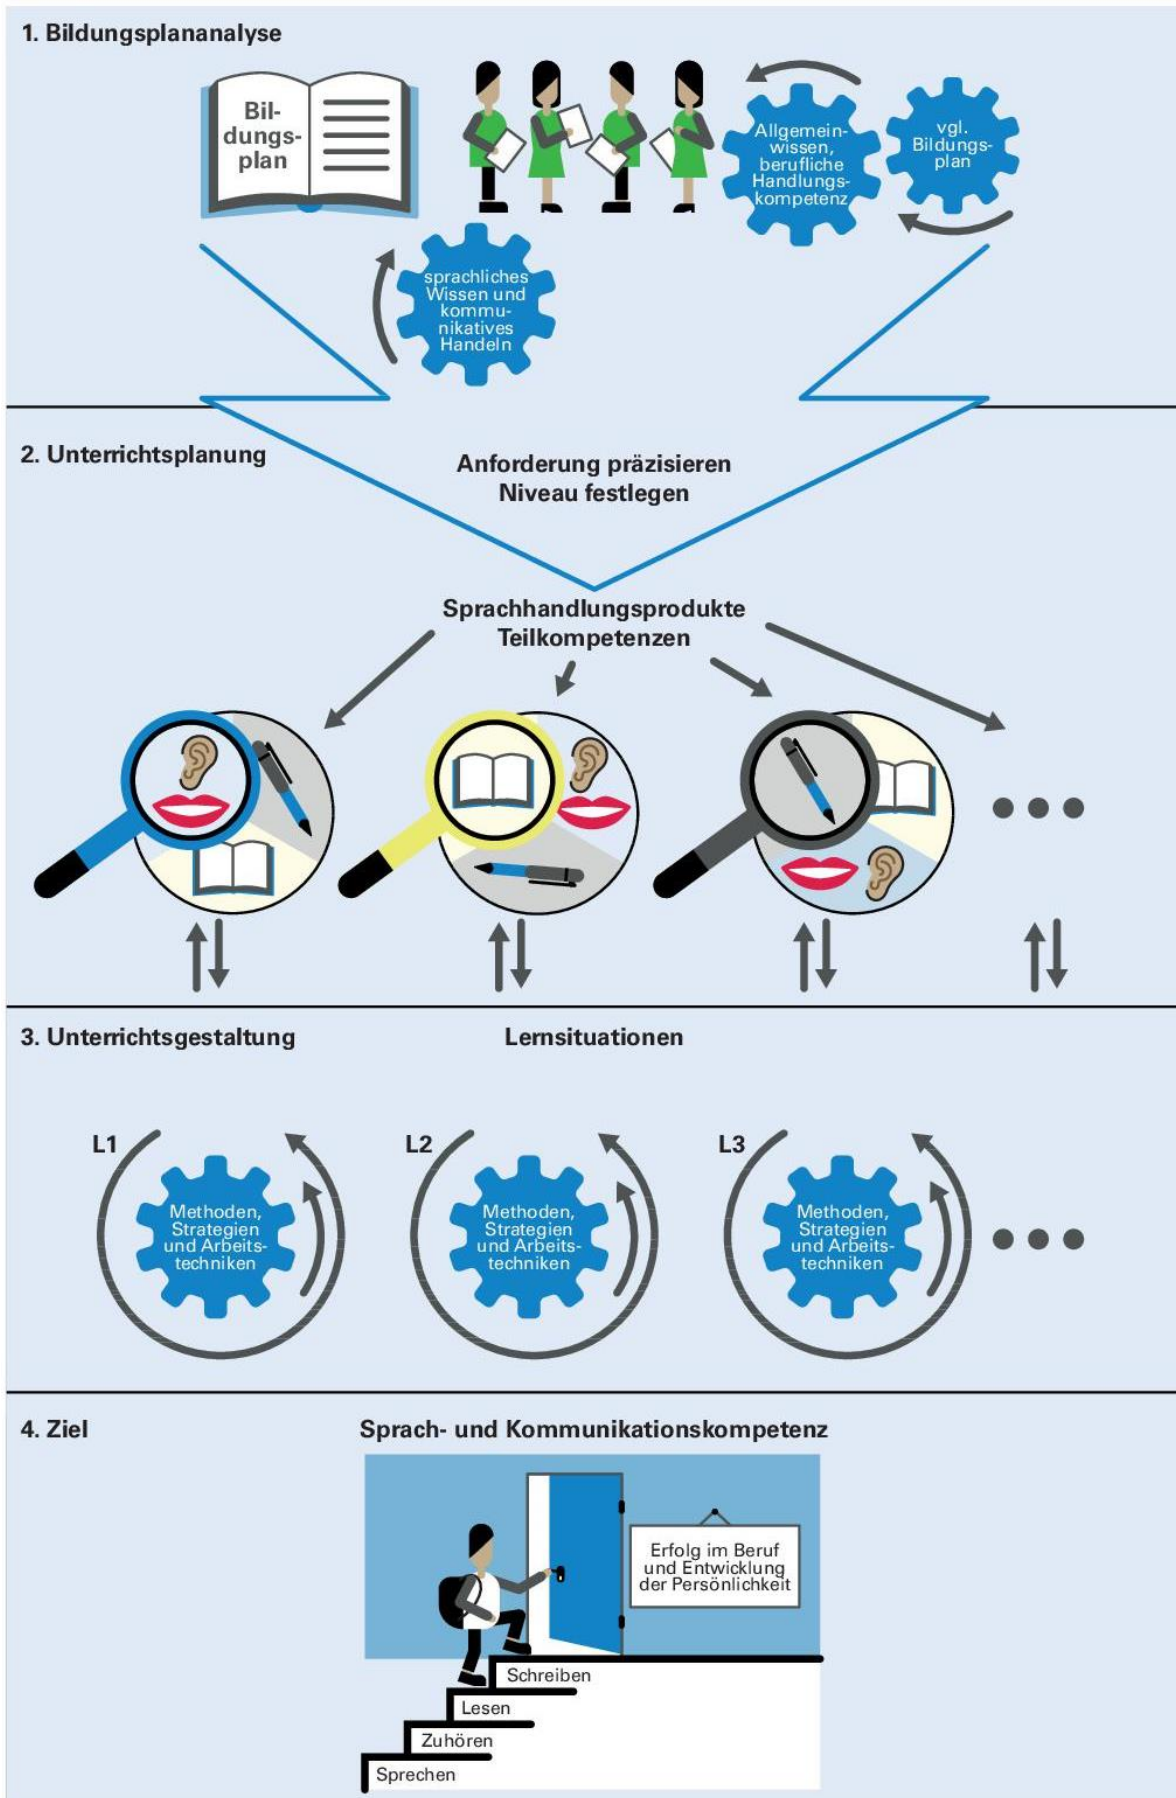 1. Bildungsplananalyse
Bil-
dungs-
plan
Allgemein-
wissen,
berufliche
Handlungs-
kompetenz
vgl.
Bildungs-
plan
sprachliches
Wissen und
kommu-
nikatives
Handeln
2. Unterrichtsplanung
Anforderung präzisieren
Niveau festlegen
Sprachhandlungsprodukte
Teilkompetenzen
3. Unterrichtsgestaltung
Lernsituationen
L1
Methoden,
Strategien
und Arbeits-
techniken
L2
Methoden,
Strategien
und Arbeits-
techniken
L3
Methoden,
Strategien
und Arbeits-
techniken
4. Ziel
Sprach- und Kommunikationskompetenz
Erfolg im Beruf
und Entwicklung
der Persönlichkeit
Schreiben
Lesen
Zuhören
Sprechen